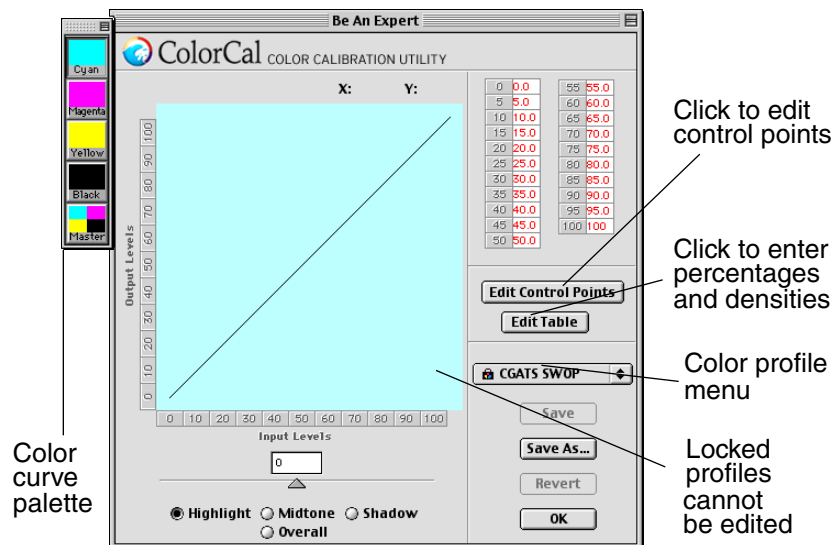 Be An Expert
ColorCal COLOR CALIBRATION UTILITY
Cyan
Magenta
Yellow
Black
Master
Color
curve
palette
X: Y:
Output Levels
100
90
80
70
60
50
40
30
20
10
0
0 10 20 30 40 50 60 70 80 90 100
Input Levels
0
Highlight Midtone Shadow
Overall
0 0.0 55 55.0
5 5.0 60 60.0
10 10.0 65 65.0
15 15.0 70 70.0
20 20.0 75 75.0
25 25.0 80 80.0
30 30.0 85 85.0
35 35.0 90 90.0
40 40.0 95 95.0
45 45.0 100 100
50 50.0
Edit Control Points
Edit Table
CGATS SWOP
Save
Save As...
Revert
OK
Click to edit
control points
Click to enter
percentages
and densities
Color profile
menu
Locked
profiles
cannot
be edited